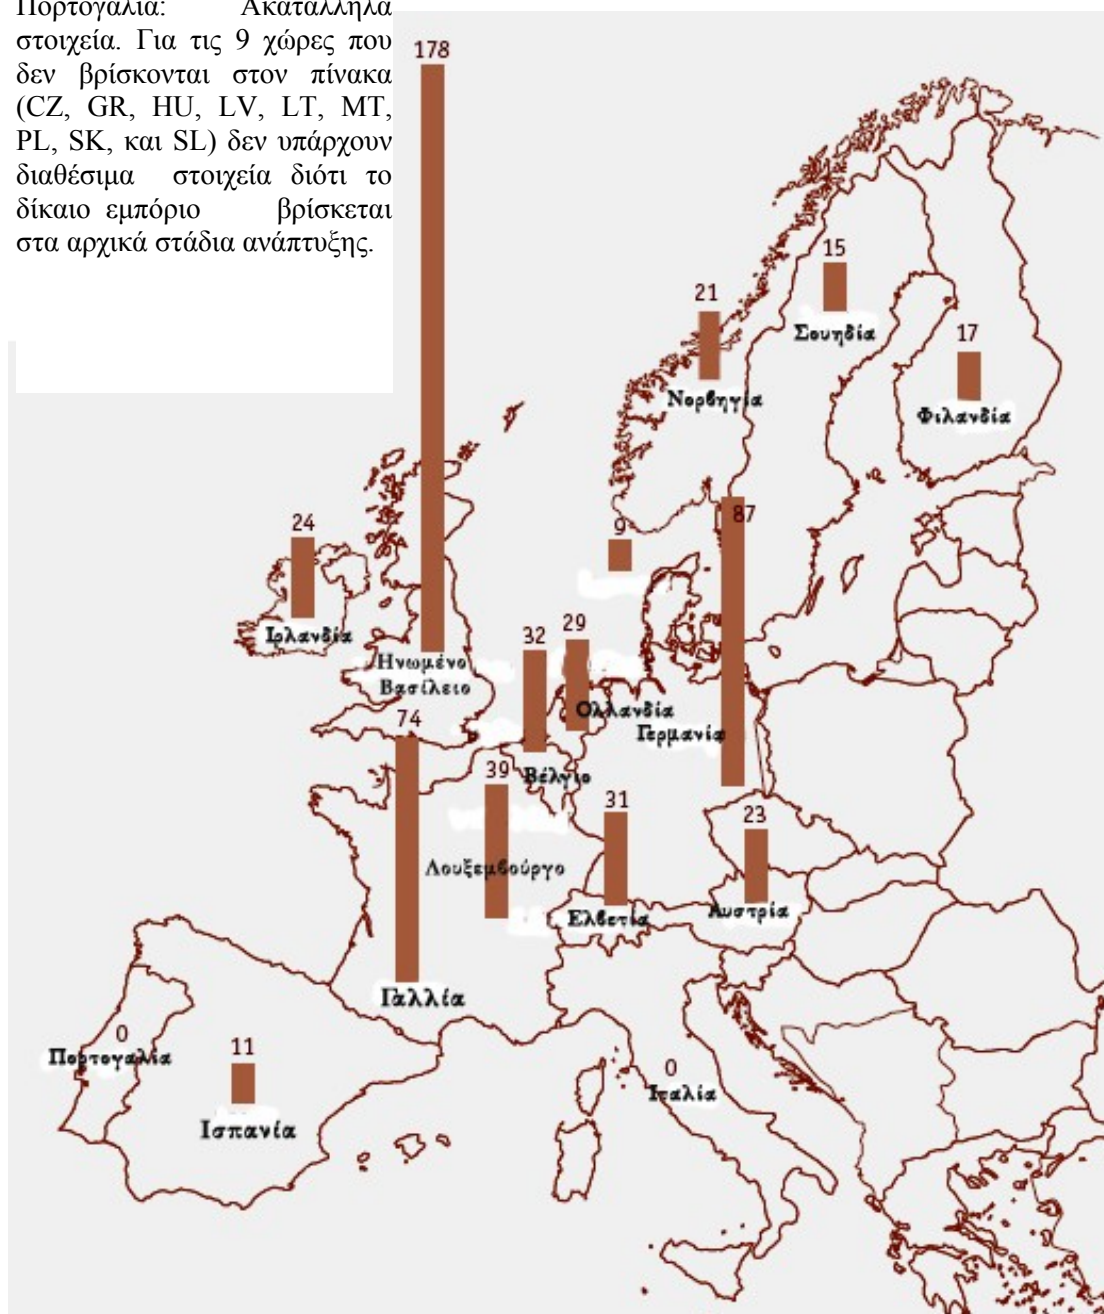 Πορτογαλία: Ακατάλληλα
στοιχεία. Για τις 9 χώρες που
δεν βρίσκονται στον πίνακα
(CZ, GR, HU, LV, LT, MT,
PL, SK, και SL) δεν υπάρχουν
διαθέσιμα στοιχεία διότι το
δίκαιο εμπόριο βρίσκεται
στα αρχικά στάδια ανάπτυξης.
178
15
Σουηδία
21
Νορβηγία
17
Φιλανδία
24
Ιρλανδία
9
87
Γερμανία
Ηνωμένο
Βασίλειο
32
Βέλγιο
29
Ολλανδία
74
Γαλλία
39
Λουξεμβούργο
31
Ελβετία
23
Αυστρία
0
Πορτογαλία
11
Ισπανία
0
Ιταλία